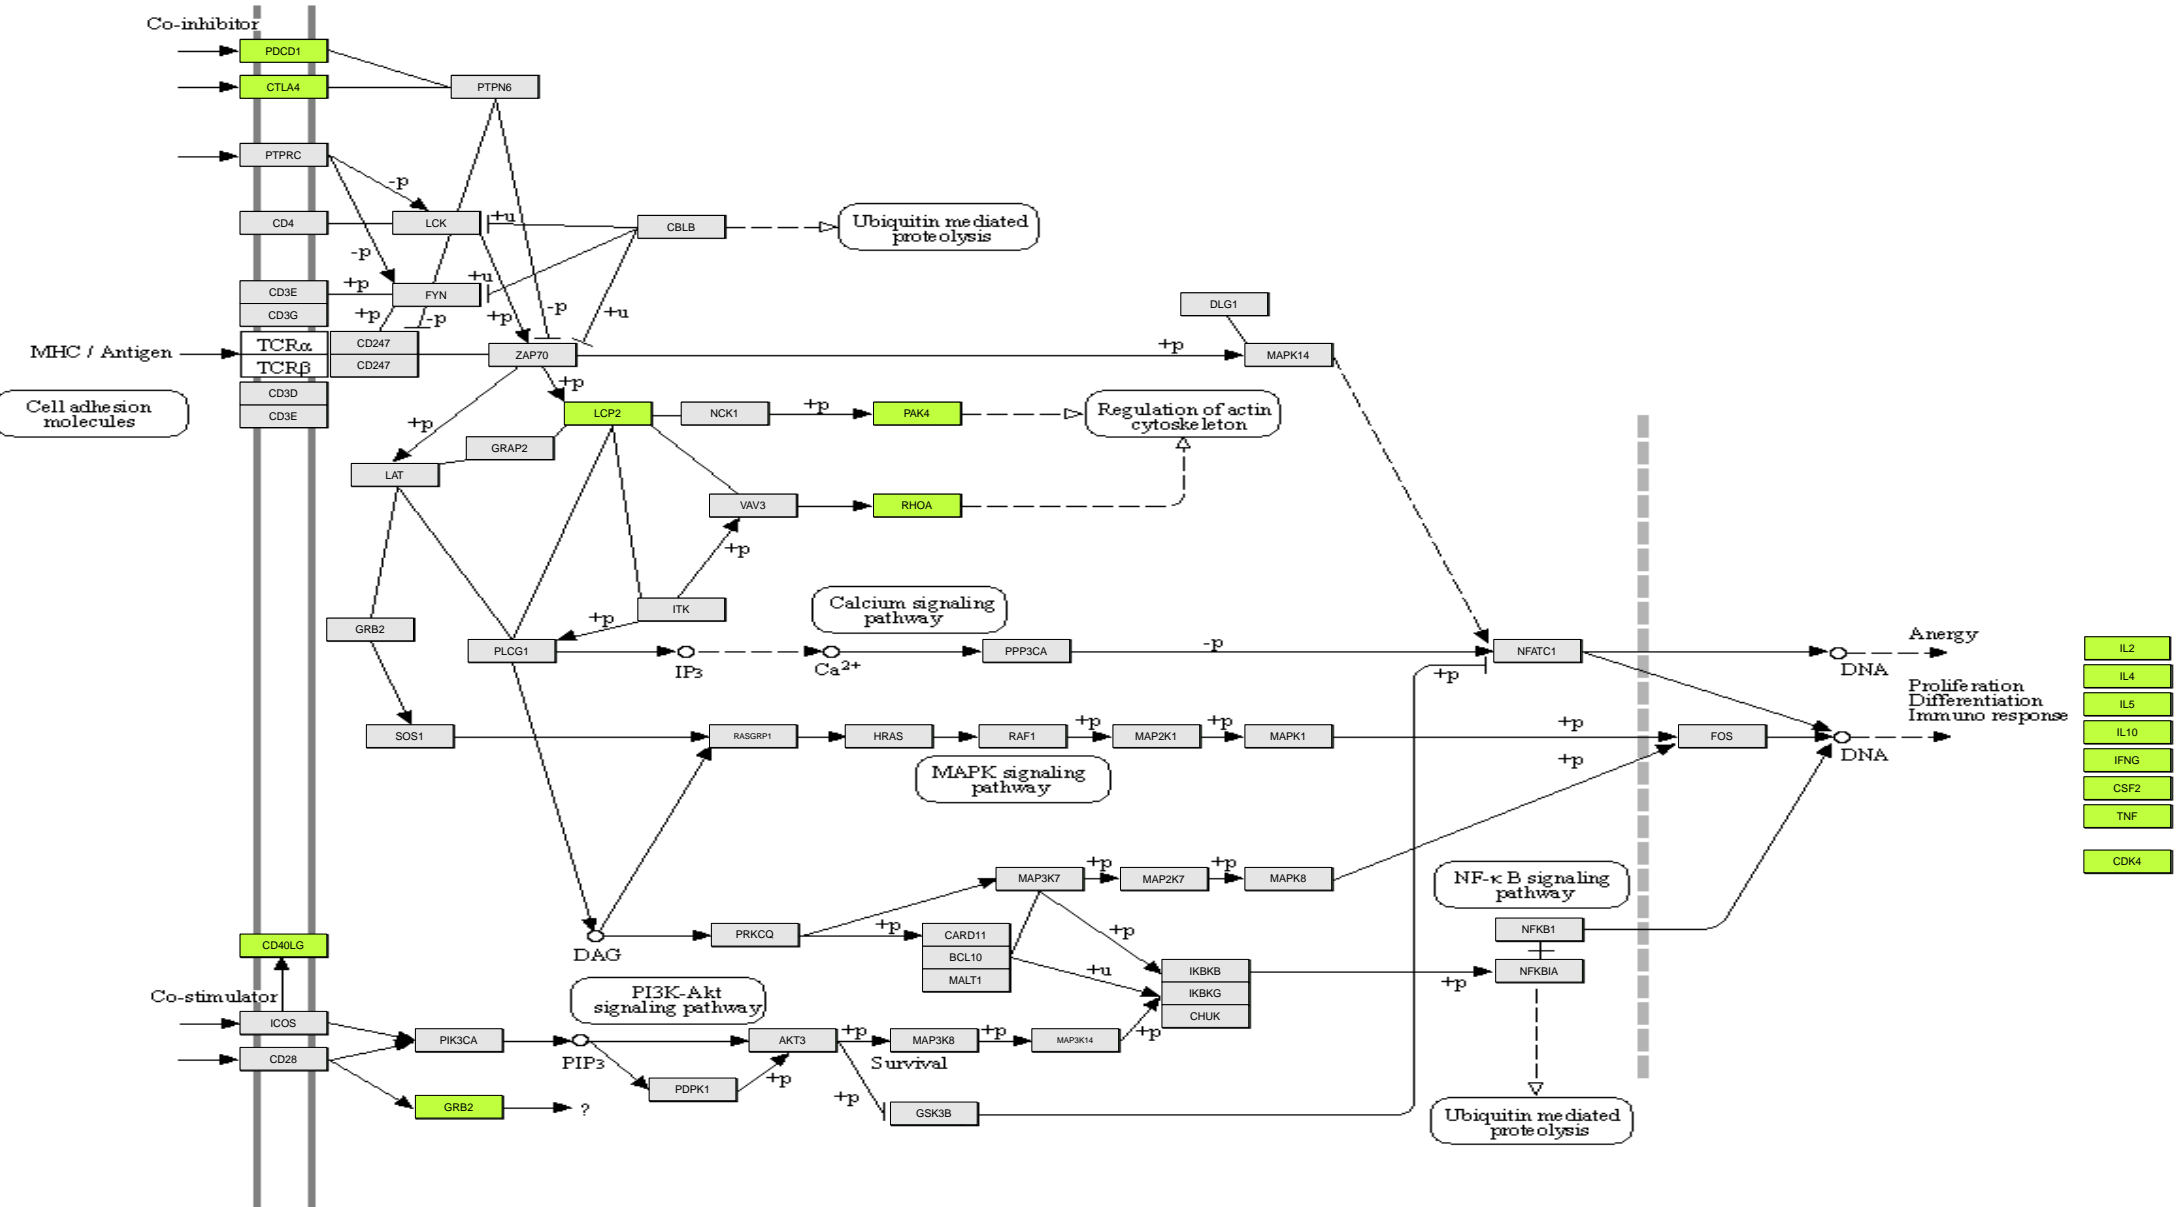 Co-inhibitor
PDCD1
CTLA4
PTPN6
PTPRC
-p
CD4
LCK
+u
CBLB
Ubiquitin mediated
proteolysis
-p
+u
CD3E
+p
FYN
CD3G
+p
-p
+p
-p
+u
DLG1
MHC / Antigen
TCRα
CD247
TCRβ
CD247
ZAP70
+p
MAPK14
CD3D
CD3E
+p
Cell adhesion
molecules
LCP2
NCK1
+p
PAK4
Regulation of actin
cytoskeleton
+p
GRAP2
LAT
VAV3
RHOA
+p
ITK
Calcium signaling
pathway
GRB2
+p
PLCG1
IP3
Ca2+
PPP3CA
-p
NFATC1
+p
DNA
Anergy
IL2
IL4
Proliferation
Differentiation
Immuno response
IL5
IL10
SOS1
RASGRP1
HRAS
RAF1
+p
MAP2K1
+p
MAPK1
+p
FOS
DNA
+p
MAPK signaling
pathway
IFNG
CSF2
TNF
CDK4
MAP3K7
+p
MAP2K7
+p
MAPK8
NF-κ B signaling
pathway
DAG
PRKCQ
+p
CARD11
BCL10
MALT1
+p
+u
NFKB1
CD40LG
IKBKB
IKBKG
CHUK
+p
NFKBIA
Co-stimulator
PI3K-Akt
signaling pathway
ICOS
CD28
PIK3CA
PIP3
AKT3
+p
MAP3K8
+p
MAP3K14
+p
Survival
PDPK1
+p
+p
GRB2
?
GSK3B
Ubiquitin mediated
proteolysis